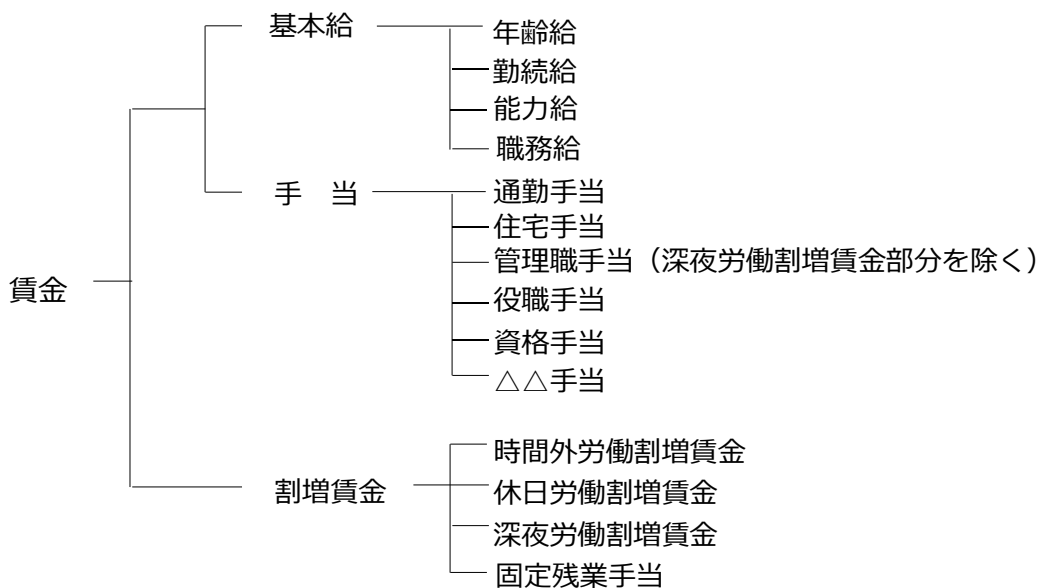 基本給
年齢給
勤続給
能力給
職務給
手　当
通勤手当
住宅手当
管理職手当（深夜労働割増賃金部分を除く）
役職手当
資格手当
△△手当
賃金
割増賃金
時間外労働割増賃金
休日労働割増賃金
深夜労働割増賃金
固定残業手当